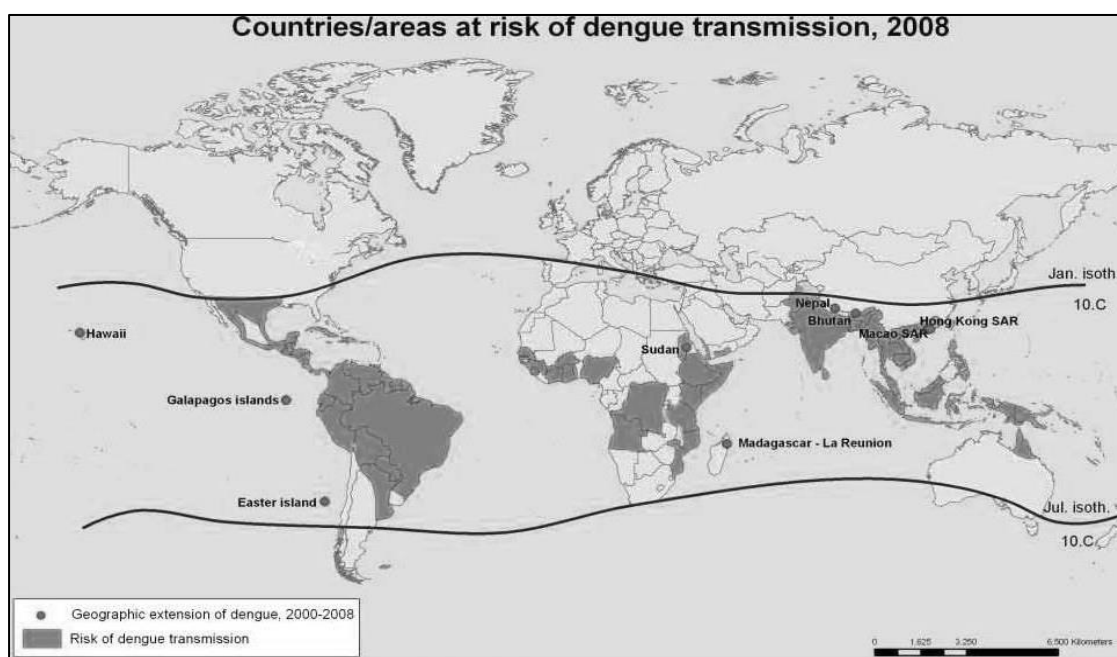 Countries/areas at risk of dengue transmission, 2008
Jan. isoth.
10.C
Nepal
Hawaii
Bhutan
Hong Kong SAR
Macao SAR
Sudan
Galapagos islands
Madagascar - La Reunion
Easter island
Jul. isoth.
10.C
Geographic extension of dengue, 2000-2008
Risk of dengue transmission
0 1.625 3.250 6.500 Kilometers